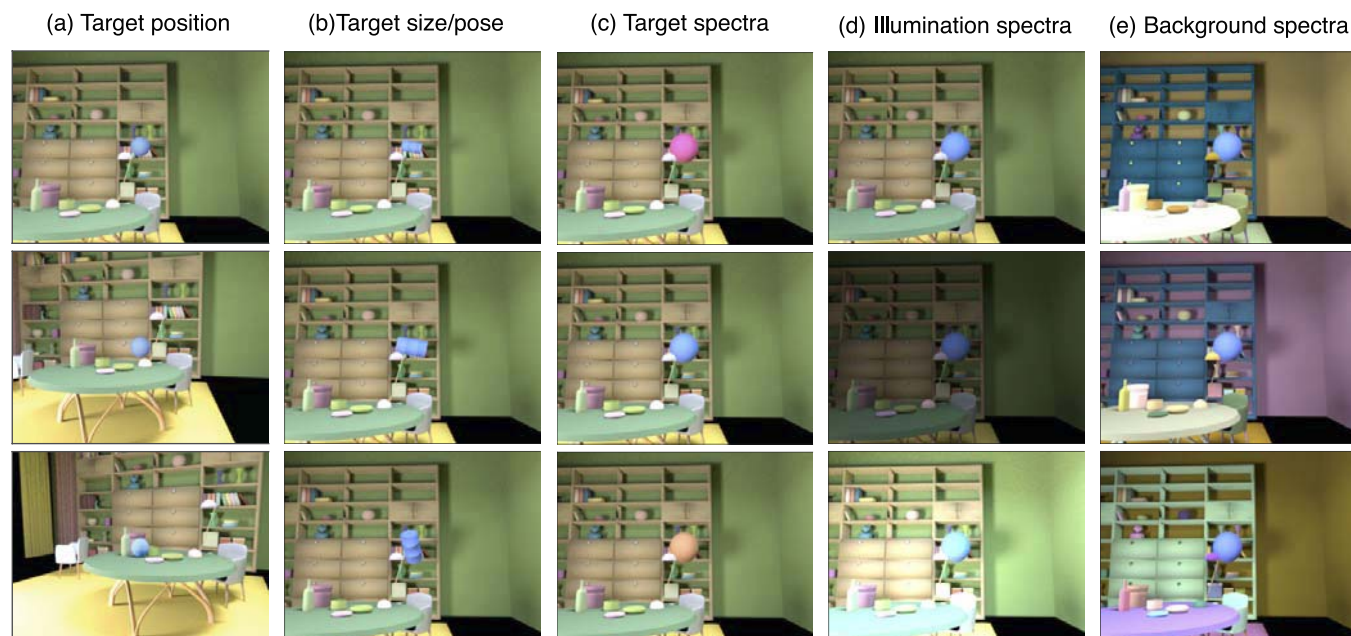 (a) Target position
(b)Target size/pose
(c) Target spectra
(d) Illumination spectra
(e) Background spectra